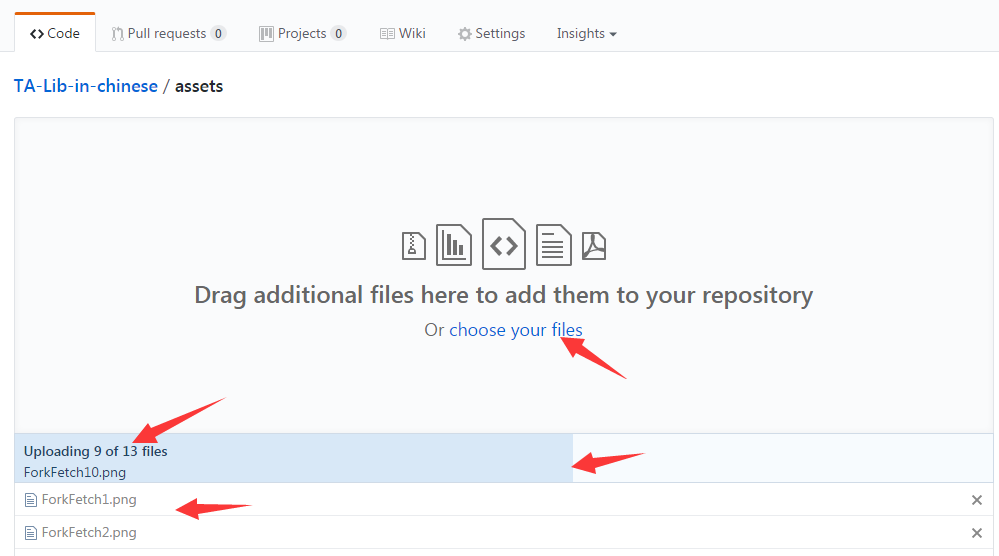 Code Pull requests 0 Projects 0 Wiki Settings Insights
TA-Lib-in-chinese / assets
Drag additional files here to add them to your repository
Or choose your files
Uploading 9 of 13 files
ForkFetch10.png
ForkFetch1.png
ForkFetch2.png